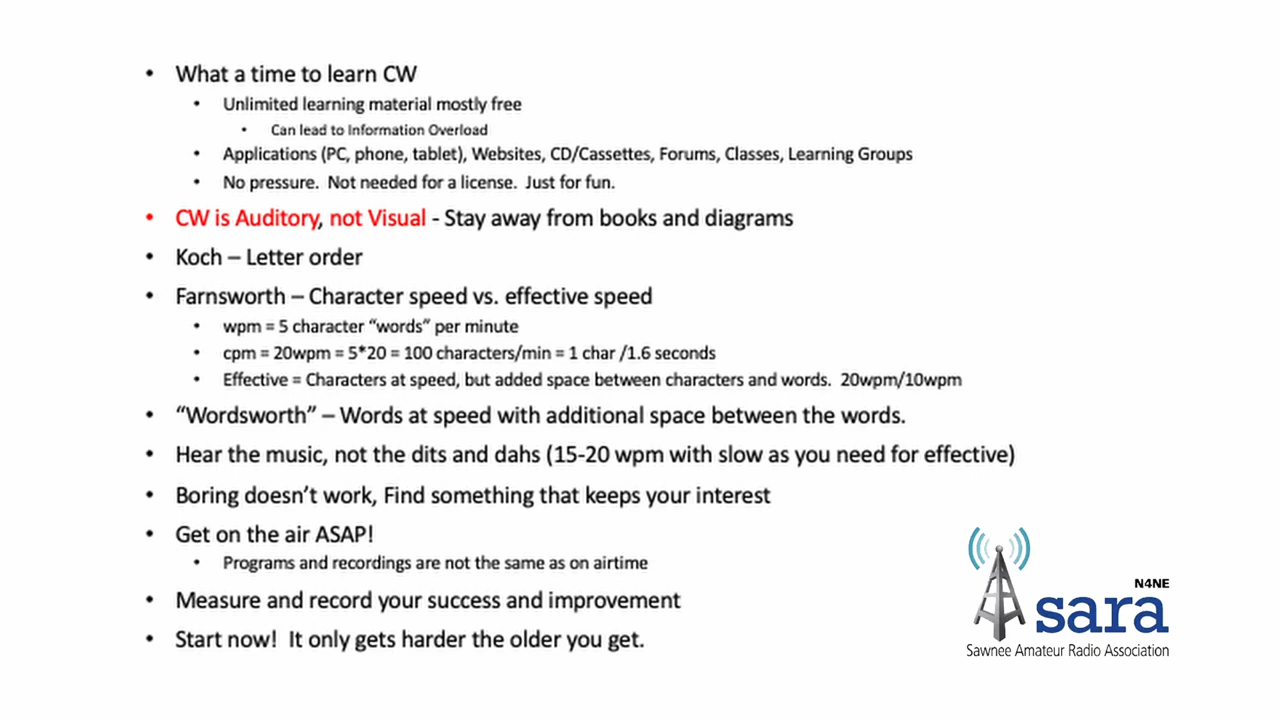 • What a time to learn CW
• Unlimited learning material mostly free
• Can lead to Information Overload
• Applications (PC, phone, tablet), Websites, CD/Cassettes, Forums, Classes, Learning Groups
• No pressure. Not needed for a license. Just for fun.
• CW is Auditory, not Visual - Stay away from books and diagrams
• Koch – Letter order
• Farnsworth – Character speed vs. effective speed
• wpm = 5 character “words” per minute
• cpm = 20wpm = 5*20 = 100 characters/min = 1 char /1.6 seconds
• Effective = Characters at speed, but added space between characters and words. 20wpm/10wpm
• “Wordsworth” – Words at speed with additional space between the words.
• Hear the music, not the dits and dahs (15-20 wpm with slow as you need for effective)
• Boring doesn’t work, Find something that keeps your interest
• Get on the air ASAP!
• Programs and recordings are not the same as on airtime
• Measure and record your success and improvement
• Start now! It only gets harder the older you get.
N4NE
sara
Sawnee Amateur Radio Association